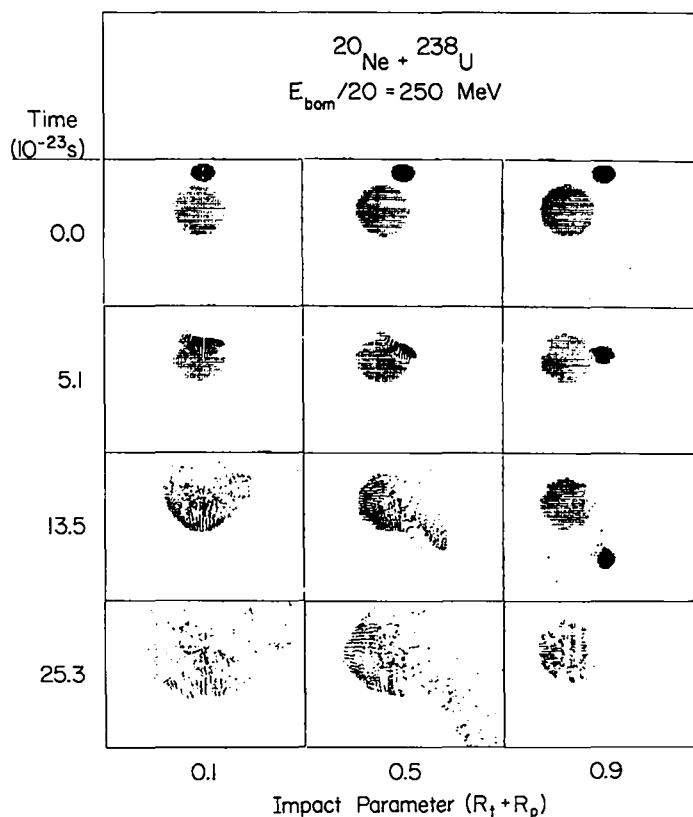 ²⁰Ne + ²³⁸U
E_bom/20 = 250 MeV
Time
(10⁻²³s)
0.0
5.1
13.5
25.3
0.1 0.5 0.9
Impact Parameter (R_t + R_p)